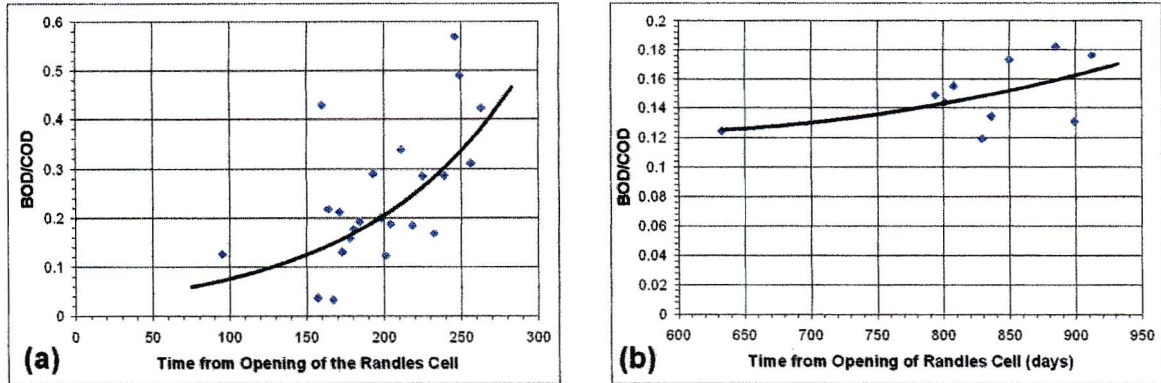 0.6
0.5
0.4
0.3
0.2
0.1
0
BOD/COD
0 50 100 150 200 250 300
Time from Opening of the Randles Cell
(a)
0.2
0.18
0.16
0.14
0.12
0.1
0.08
0.06
0.04
0.02
0
BOD/COD
600 650 700 750 800 850 900 950
Time from Opening of Randles Cell (days)
(b)